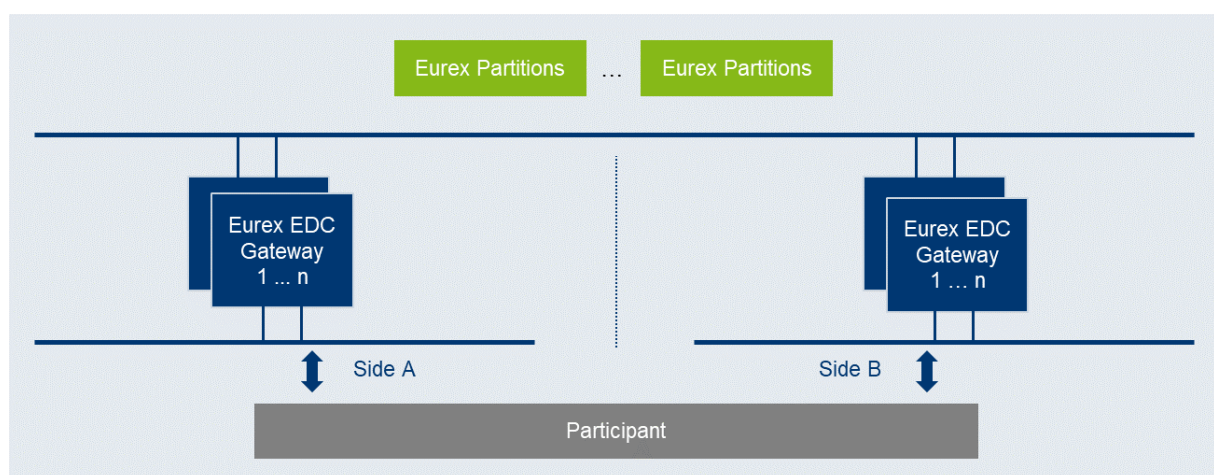 Eurex Partitions ... Eurex Partitions
Eurex EDC
Gateway
1 ... n
Eurex EDC
Gateway
1 ... n
Side A
Side B
Participant